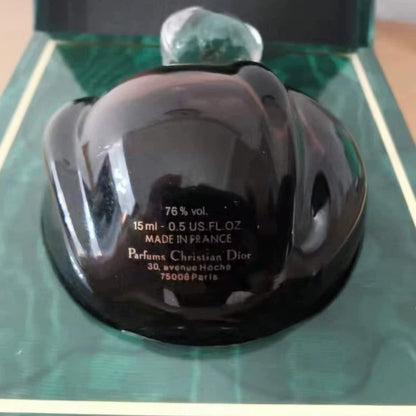 76% vol.
15 ml - 0.5 US.FL.OZ
MADE IN FRANCE
Parfums Christian Dior
30, avenue Hoche
75008 Paris